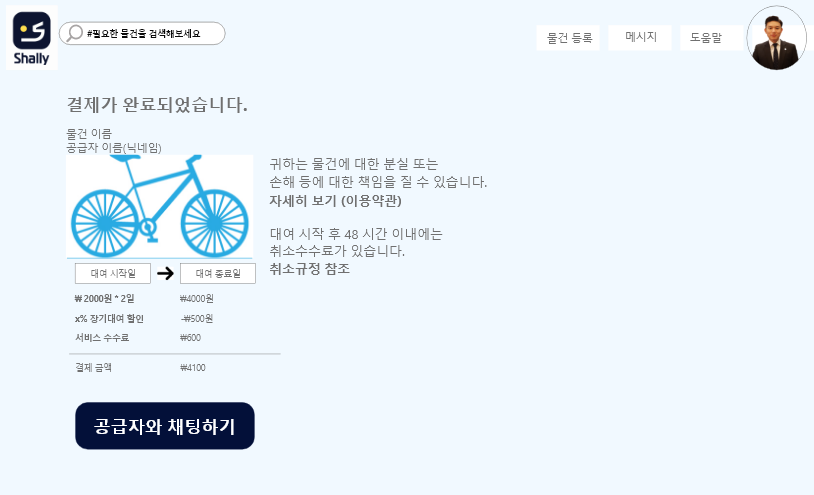 Shally
#필요한 물건을 검색해보세요
물건 등록
메시지
도움말
결제가 완료되었습니다.
물건 이름
공급자 이름(닉네임)
귀하는 물건에 대한 분실 또는
손해 등에 대한 책임을 질 수 있습니다.
자세히 보기 (이용약관)
대여 시작 후 48 시간 이내에는
취소수수료가 있습니다.
취소규정 참조
대여 시작일
대여 종료일
₩ 2000원 * 2일 ₩4000원
x% 장기대여 할인 -₩500원
서비스 수수료 ₩600
결제 금액 ₩4100
공급자와 채팅하기